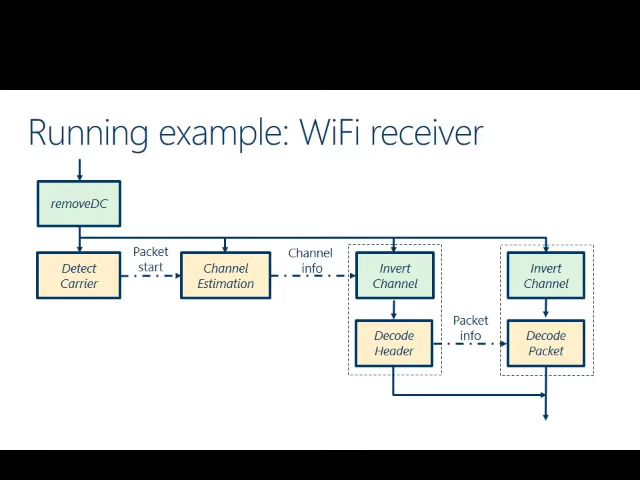 Running example: WiFi receiver
removeDC
Detect
Carrier
Packet
start
Channel
Estimation
Channel
info
Invert
Channel
Invert
Channel
Decode
Header
Packet
info
Decode
Packet